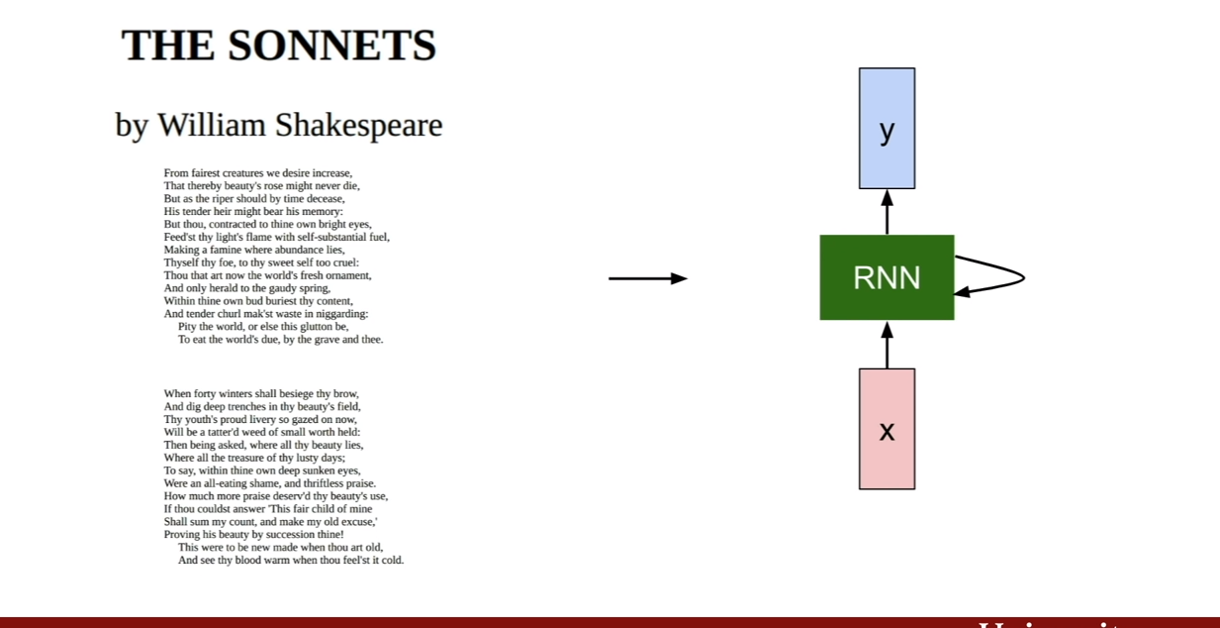 THE SONNETS
by William Shakespeare
From fairest creatures we desire increase,
That thereby beauty's rose might never die,
But as the riper should by time decease,
His tender heir might bear his memory:
But thou, contracted to thine own bright eyes,
Feed'st thy light's flame with self-substantial fuel,
Making a famine where abundance lies,
Thyself thy foe, to thy sweet self too cruel:
Thou that art now the world's fresh ornament,
And only herald to the gaudy spring,
Within thine own bud buriest thy content,
And tender churl mak'st waste in niggarding:
Pity the world, or else this glutton be,
To eat the world's due, by the grave and thee.
When forty winters shall besiege thy brow,
And dig deep trenches in thy beauty's field,
Thy youth's proud livery so gazed on now,
Will be a tatter'd weed of small worth held:
Then being asked, where all thy beauty lies,
Where all the treasure of thy lusty days;
To say, within thine own deep sunken eyes,
Were an all-eating shame, and thriftless praise.
How much more praise deserv'd thy beauty's use,
If thou couldst answer 'This fair child of mine
Shall sum my count, and make my old excuse,'
Proving his beauty by succession thine!
This were to be new made when thou art old,
And see thy blood warm when thou feel'st it cold.
y
RNN
x